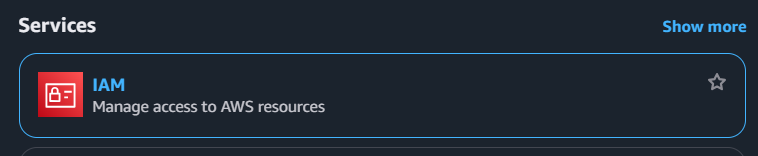 Services
Show more
IAM
Manage access to AWS resources